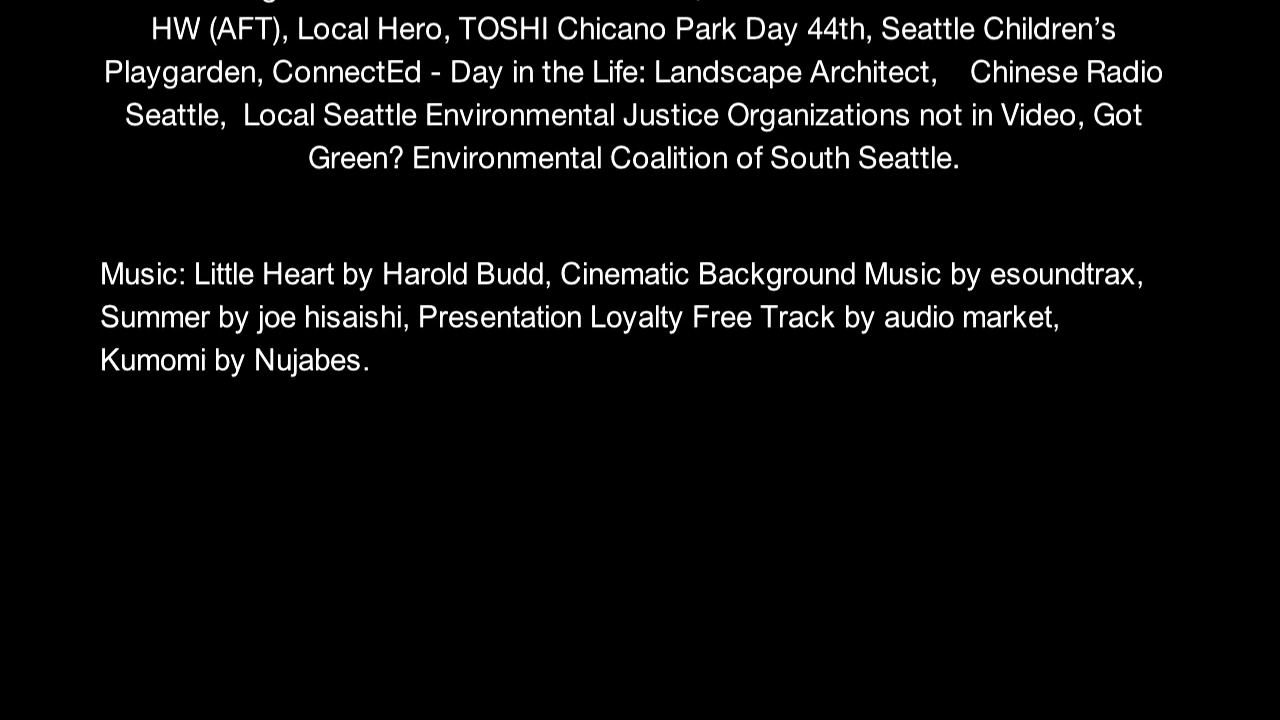 HW (AFT), Local Hero, TOSHI Chicano Park Day 44th, Seattle Children’s
Playgarden, ConnectEd - Day in the Life: Landscape Architect, Chinese Radio
Seattle, Local Seattle Environmental Justice Organizations not in Video, Got
Green? Environmental Coalition of South Seattle.
Music: Little Heart by Harold Budd, Cinematic Background Music by esoundtrax,
Summer by joe hisaishi, Presentation Loyalty Free Track by audio market,
Kumomi by Nujabes.